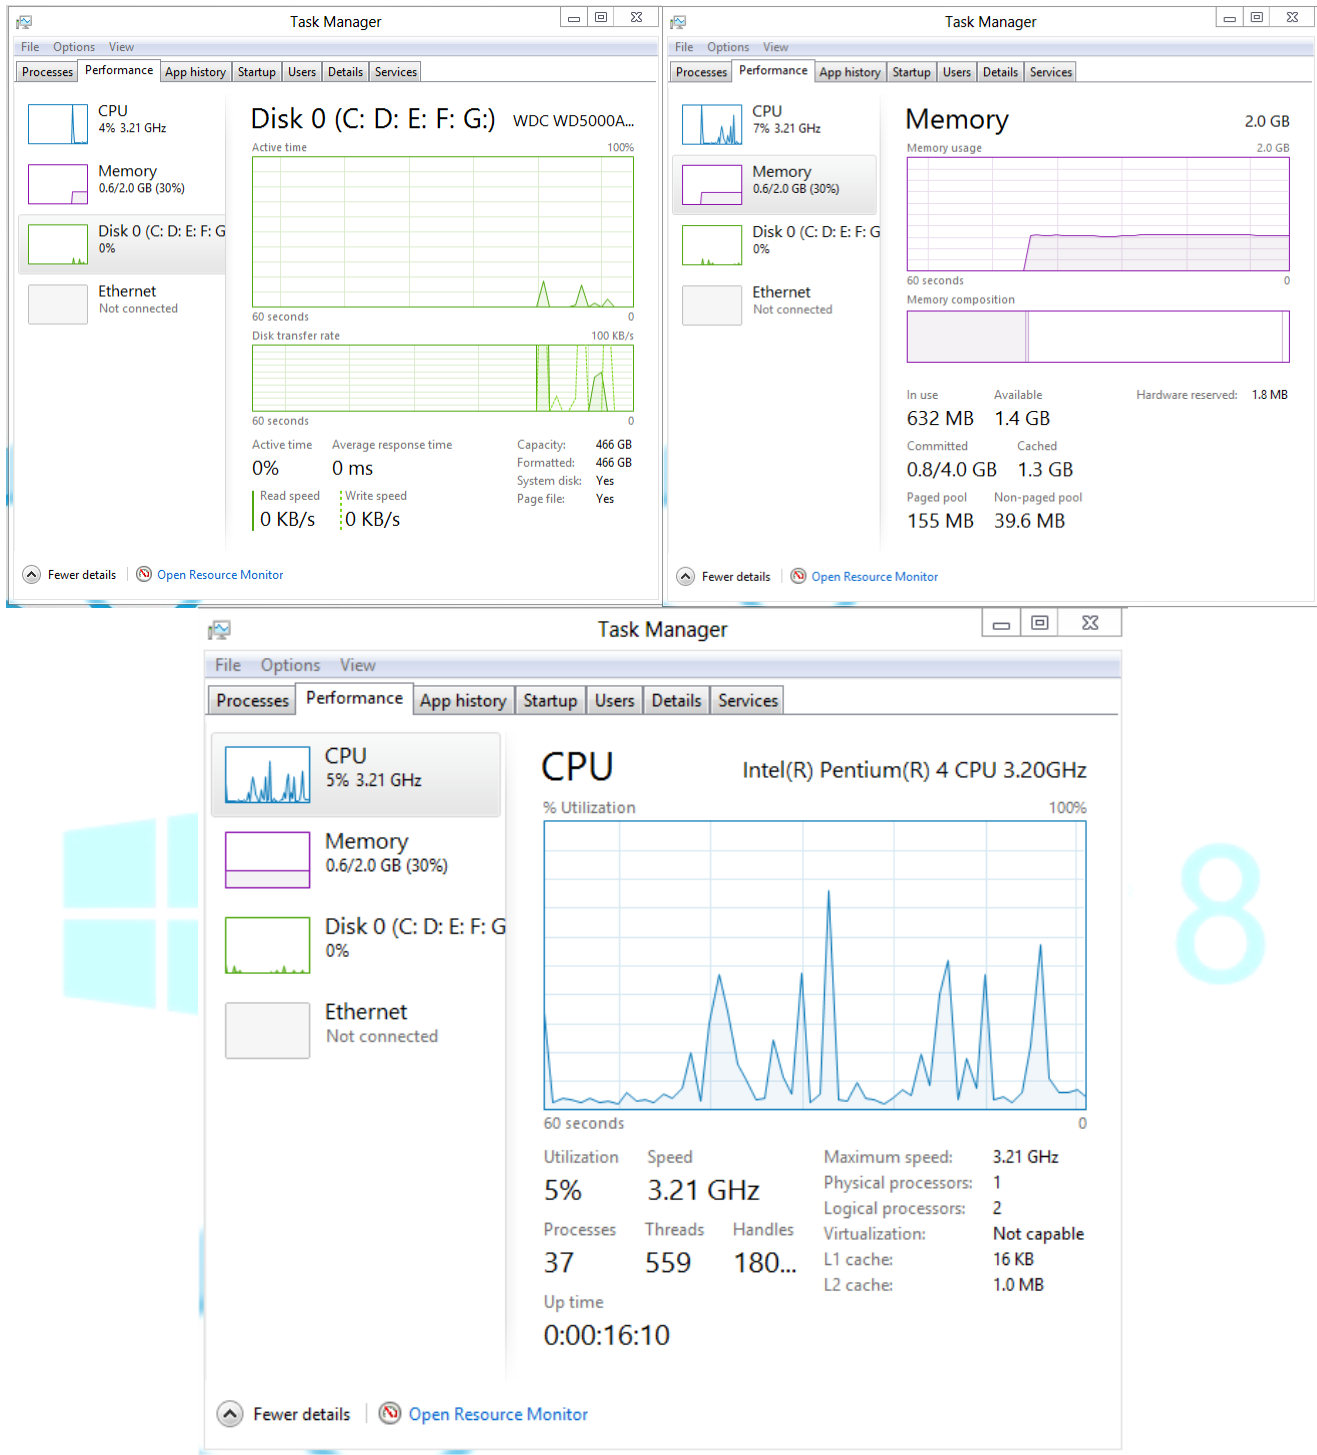 Task Manager
File Options View
Processes Performance App history Startup Users Details Services
CPU
4% 3.21 GHz
Memory
0.6/2.0 GB (30%)
Disk 0 (C: D: E: F: G
0%
Ethernet
Not connected
Disk 0 (C: D: E: F: G:) WDC WD5000A...
Active time 100%
60 seconds 0
Disk transfer rate 100 KB/s
60 seconds 0
Active time Average response time
0% 0 ms
Read speed Write speed
0 KB/s 0 KB/s
Capacity: 466 GB
Formatted: 466 GB
System disk: Yes
Page file: Yes
Fewer details Open Resource Monitor
Task Manager
File Options View
Processes Performance App history Startup Users Details Services
CPU
7% 3.21 GHz
Memory
0.6/2.0 GB (30%)
Disk 0 (C: D: E: F: G
0%
Ethernet
Not connected
Memory 2.0 GB
Memory usage 2.0 GB
60 seconds 0
Memory composition
In use Available
632 MB 1.4 GB
Hardware reserved: 1.8 MB
Committed Cached
0.8/4.0 GB 1.3 GB
Paged pool Non-paged pool
155 MB 39.6 MB
Fewer details Open Resource Monitor
Task Manager
File Options View
Processes Performance App history Startup Users Details Services
CPU
5% 3.21 GHz
Memory
0.6/2.0 GB (30%)
Disk 0 (C: D: E: F: G
0%
Ethernet
Not connected
CPU Intel(R) Pentium(R) 4 CPU 3.20GHz
% Utilization 100%
60 seconds 0
Utilization Speed
5% 3.21 GHz
Processes Threads Handles
37 559 180...
Up time
0:00:16:10
Maximum speed: 3.21 GHz
Physical processors: 1
Logical processors: 2
Virtualization: Not capable
L1 cache: 16 KB
L2 cache: 1.0 MB
Fewer details Open Resource Monitor
8